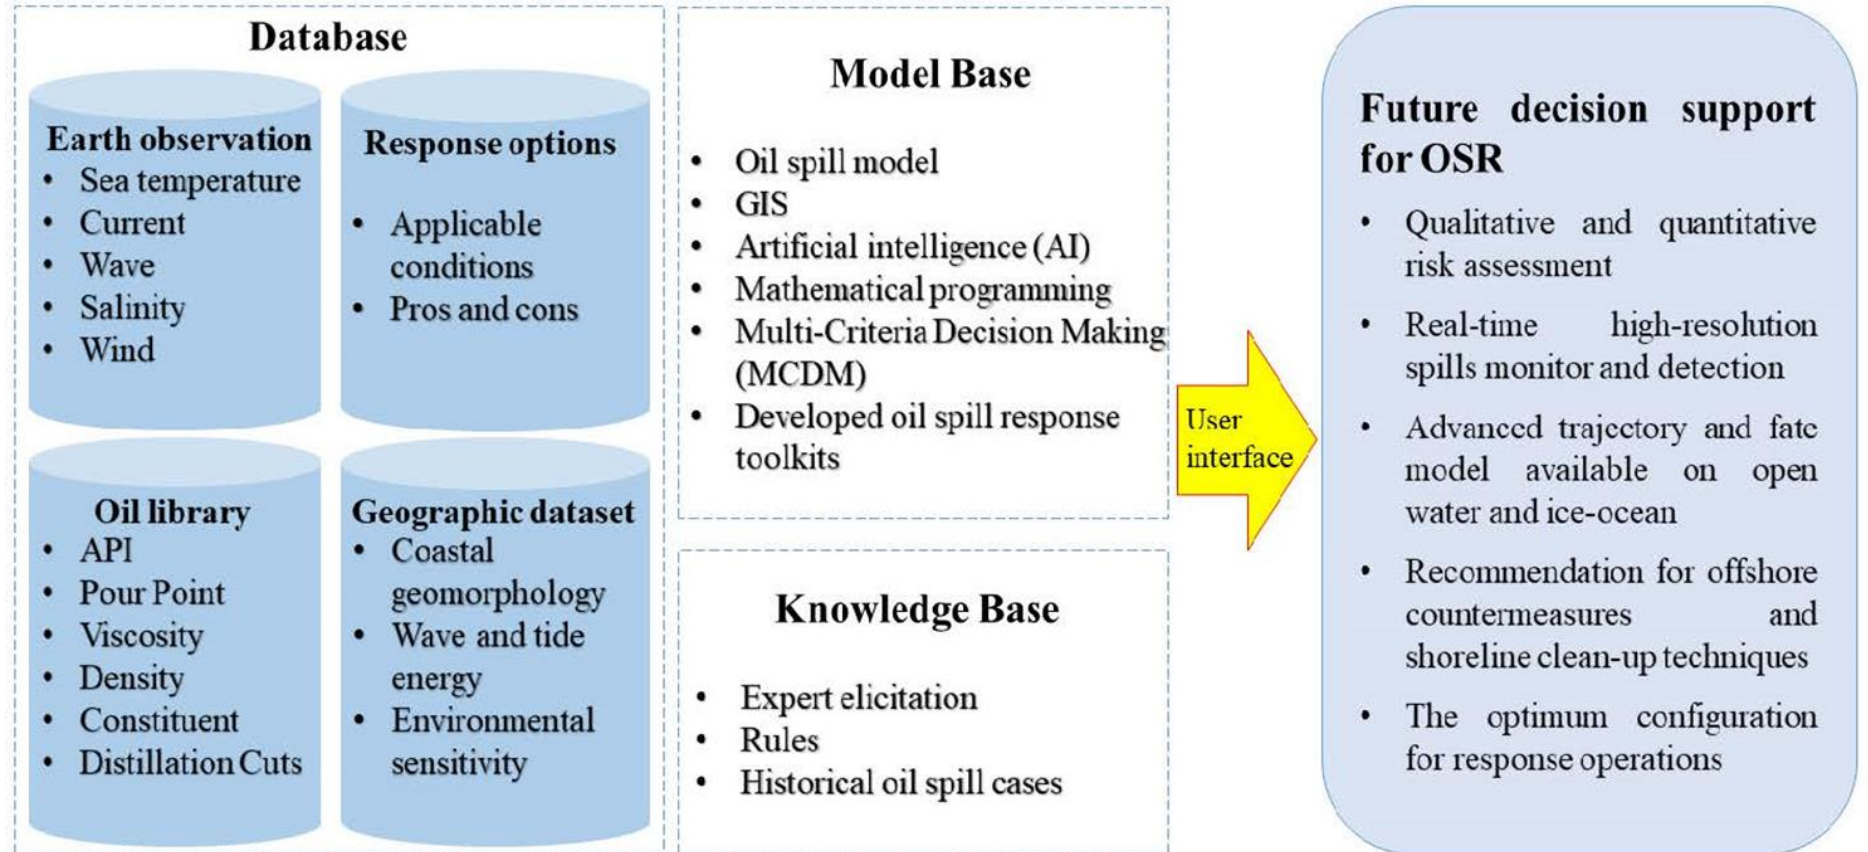 Database
Earth observation
• Sea temperature
• Current
• Wave
• Salinity
• Wind
Response options
• Applicable
conditions
• Pros and cons
Oil library
• API
• Pour Point
• Viscosity
• Density
• Constituent
• Distillation Cuts
Geographic dataset
• Coastal
geomorphology
• Wave and tide
energy
• Environmental
sensitivity
Model Base
• Oil spill model
• GIS
• Artificial intelligence (AI)
• Mathematical programming
• Multi-Criteria Decision Making
(MCDM)
• Developed oil spill response
toolkits
Knowledge Base
• Expert elicitation
• Rules
• Historical oil spill cases
User
interface
Future decision support
for OSR
• Qualitative and quantitative
risk assessment
• Real-time high-resolution
spills monitor and detection
• Advanced trajectory and fate
model available on open
water and ice-ocean
• Recommendation for offshore
countermeasures and
shoreline clean-up techniques
• The optimum configuration
for response operations